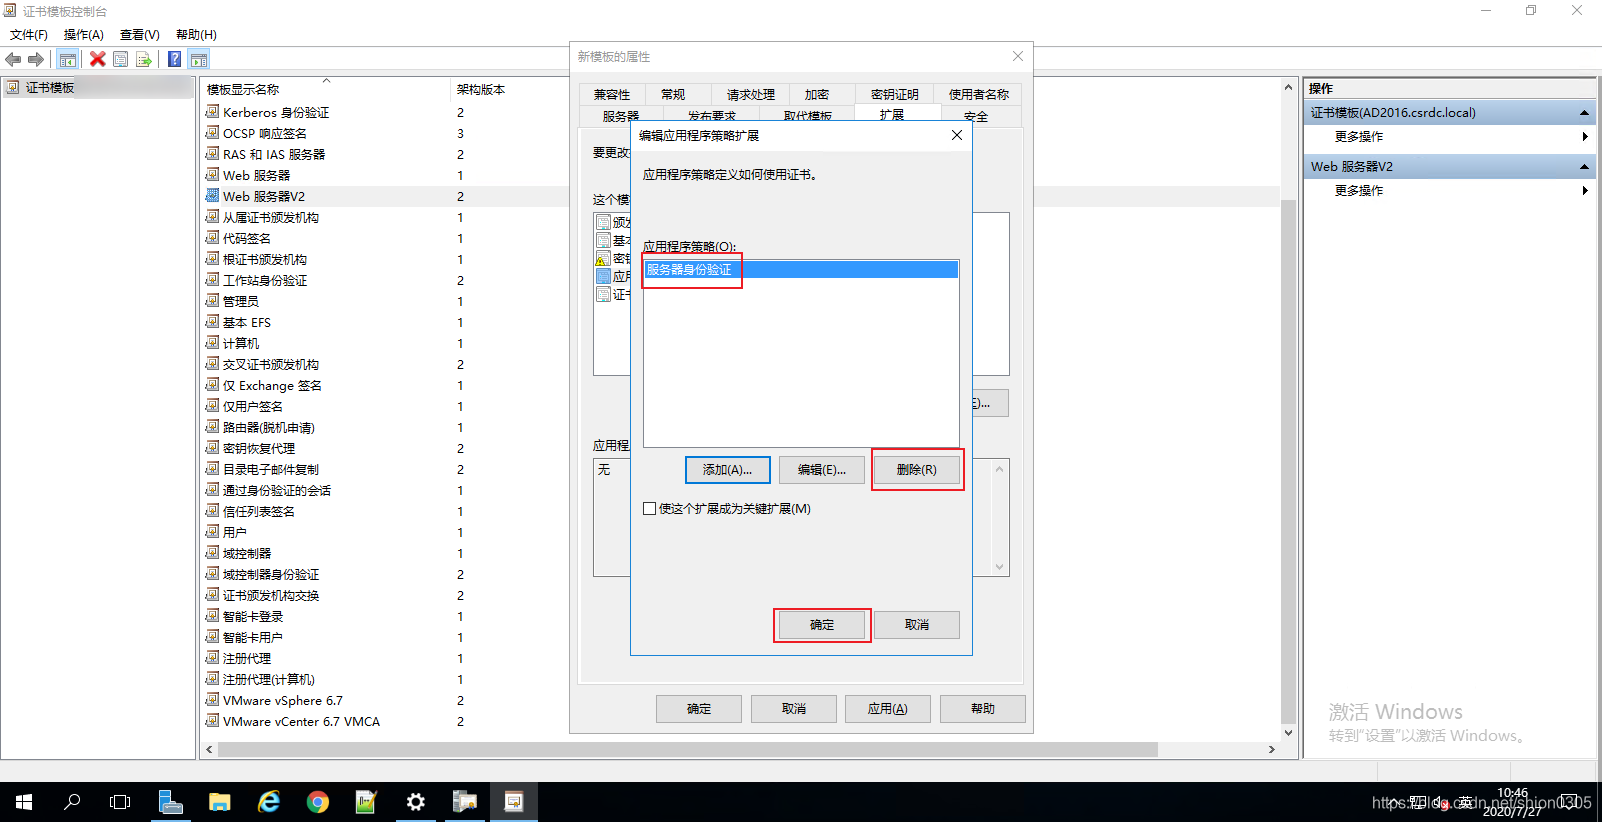 证书模板控制台
文件(F) 操作(A) 查看(V) 帮助(H)
证书模板
模板显示名称 架构版本
Kerberos 身份验证 2
OCSP 响应签名 3
RAS 和 IAS 服务器 2
Web 服务器 1
Web 服务器V2 2
从属证书颁发机构 1
代码签名 1
根证书颁发机构 1
工作站身份验证 2
管理员 1
基本 EFS 1
计算机 1
交叉证书颁发机构 2
仅 Exchange 签名 1
仅用户签名 1
路由器(脱机申请) 1
密钥恢复代理 2
目录电子邮件复制 2
通过身份验证的会话 1
信任列表签名 1
用户 1
域控制器 1
域控制器身份验证 2
证书颁发机构交换 2
智能卡登录 1
智能卡用户 1
注册代理 1
注册代理(计算机) 1
VMware vSphere 6.7 2
VMware vCenter 6.7 VMCA 2
新模板的属性
兼容性 常规 请求处理 加密 密钥证明 使用者名称
服务器 发布要求 取代模板 扩展 安全
要更改
这个模
颁发
基本
密钥
应用
证书
应用程
无
确定 取消 应用(A) 帮助
编辑应用程序策略扩展
应用程序策略定义如何使用证书。
应用程序策略(O):
服务器身份验证
添加(A)... 编辑(E)... 删除(R)
使这个扩展成为关键扩展(M)
确定 取消
操作
证书模板(AD2016.csrdc.local)
更多操作
Web 服务器V2
更多操作
激活 Windows
转到"设置"以激活 Windows。
英
10:46
2020/7/27
https://blog.csdn.net/shion0305